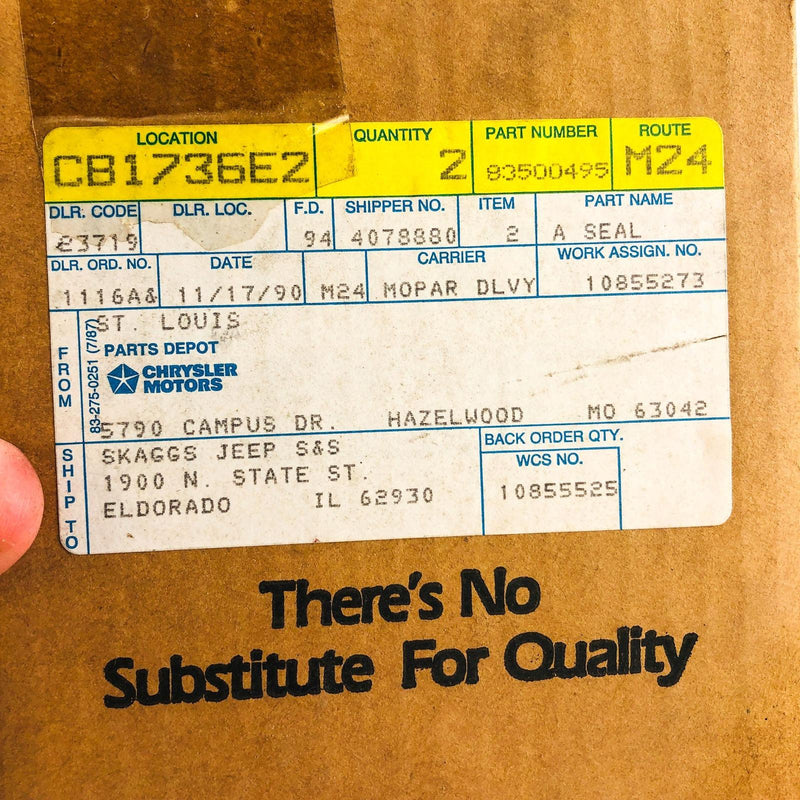 LOCATION QUANTITY PART NUMBER ROUTE
CB1736E2 2 83500495 M24
DLR. CODE DLR. LOC. F.D. SHIPPER NO. ITEM PART NAME
23719 94 4078880 2 A SEAL
DLR. ORD. NO. DATE CARRIER WORK ASSIGN. NO.
1116A& 11/17/90 M24 MOPAR DLVY 10855273
FROM
83-275-0251 (7/87)
ST. LOUIS
PARTS DEPOT
CHRYSLER
MOTORS
5790 CAMPUS DR. HAZELWOOD MO 63042
SHIP TO
SKAGGS JEEP S&S
1900 N. STATE ST.
ELDORADO IL 62930
BACK ORDER QTY.
WCS NO.
10855525
There's No
Substitute For Quality